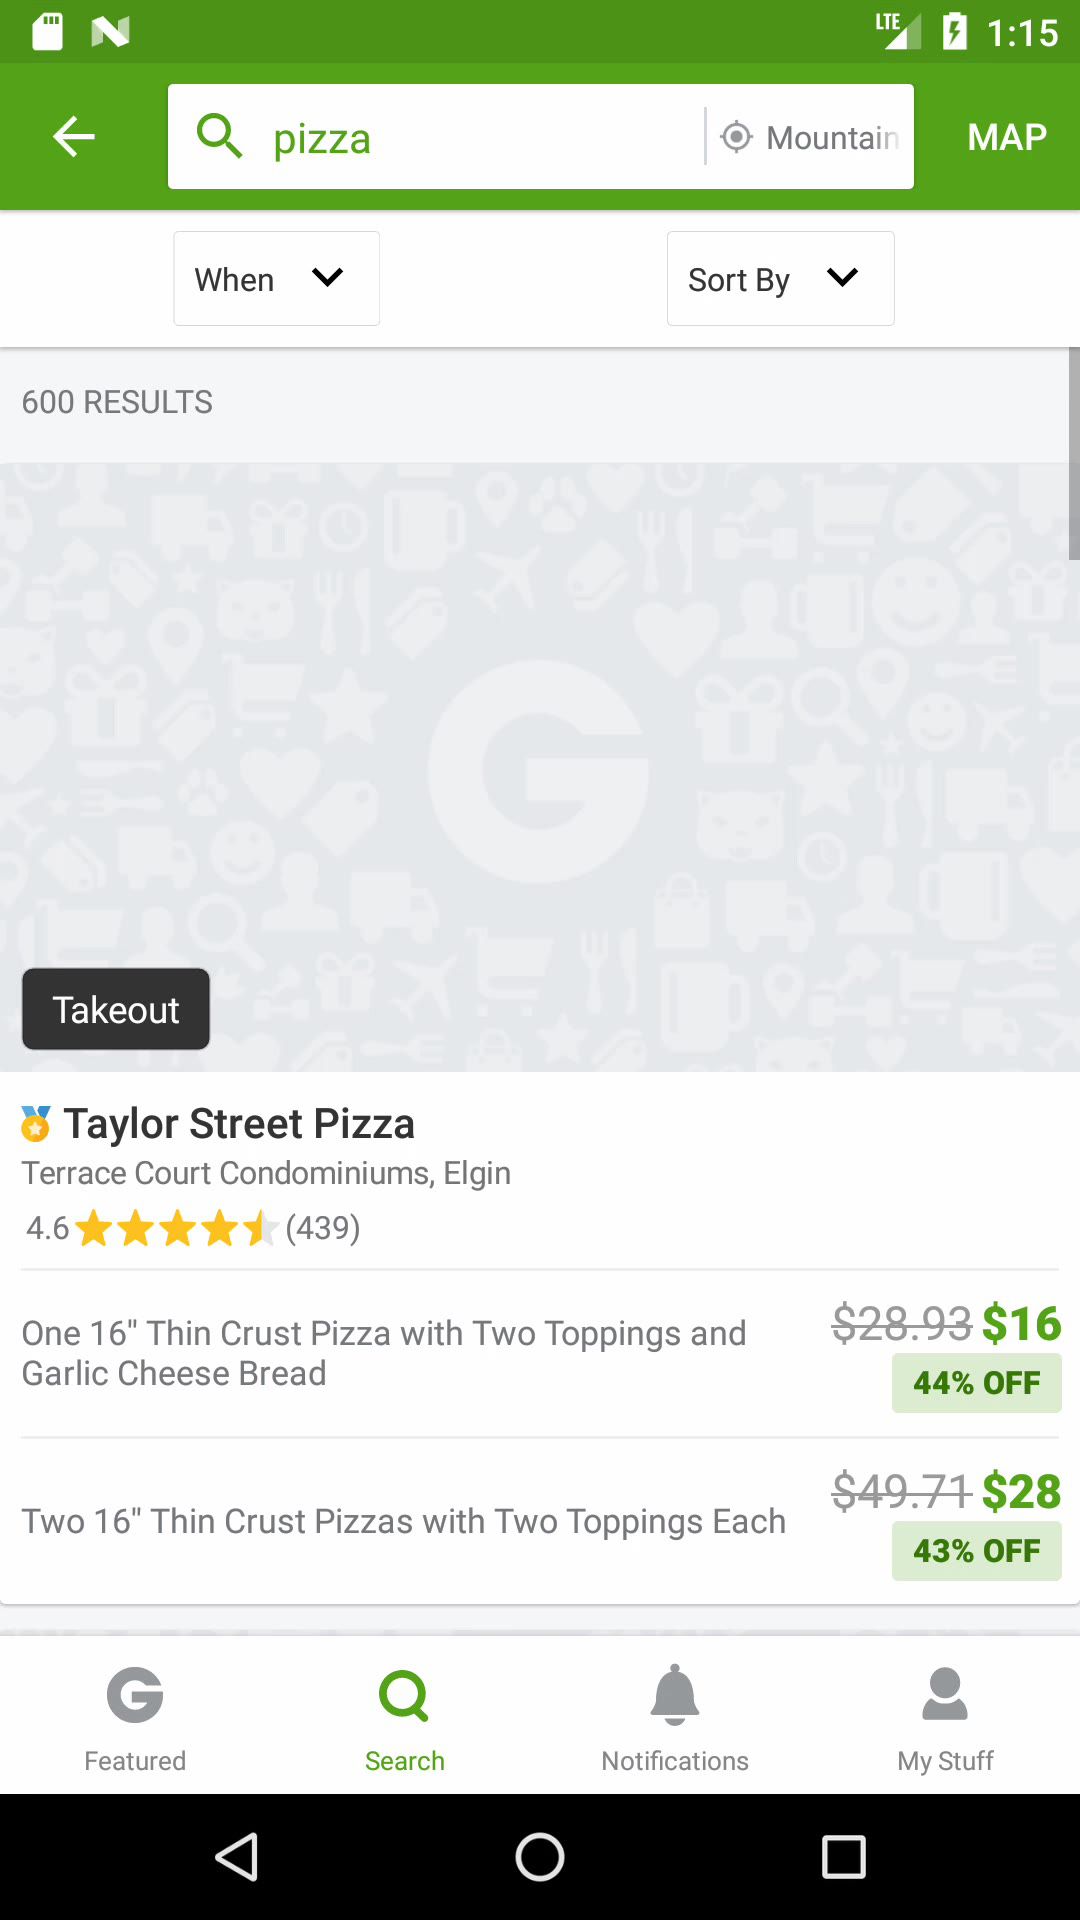 LTE 1:15
pizza Mountain MAP
When Sort By
600 RESULTS
Takeout
Taylor Street Pizza
Terrace Court Condominiums, Elgin
4.6 (439)
One 16" Thin Crust Pizza with Two Toppings and
Garlic Cheese Bread
$28.93 $16
44% OFF
Two 16" Thin Crust Pizzas with Two Toppings Each
$49.71 $28
43% OFF
Featured Search Notifications My Stuff